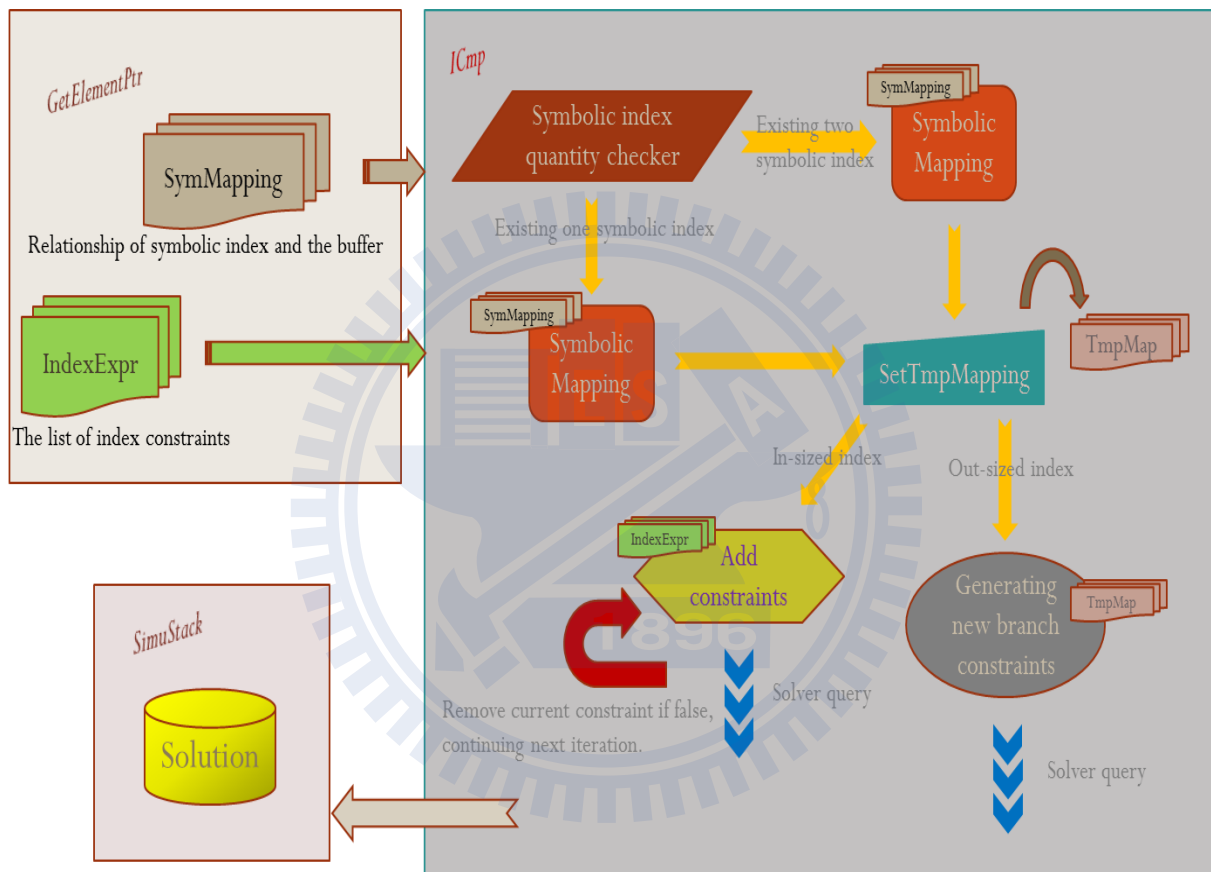 GetElementPtr
SymMapping
Relationship of symbolic index and the buffer
IndexExpr
The list of index constraints
ICmp
Symbolic index
quantity checker
Existing two
symbolic index
SymMapping
Symbolic
Mapping
Existing one symbolic index
SymMapping
Symbolic
Mapping
SetTmpMapping
TmpMap
In-sized index
Out-sized index
IndexExpr
Add
constraints
Remove current constraint if false,
continuing next iteration.
Solver query
Generating
new branch
constraints
TmpMap
Solver query
SimuStack
Solution
ES
A
1896